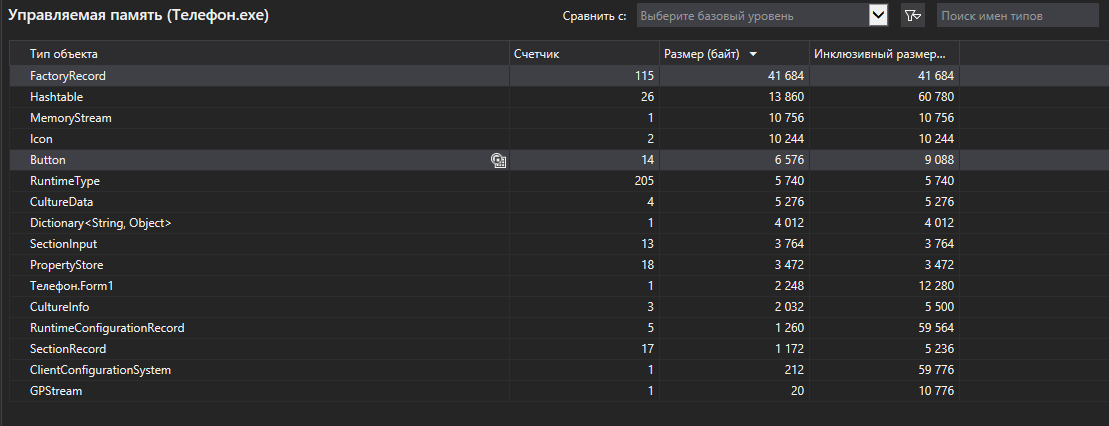 Управляемая память (Телефон.exe) Сравнить с: Выберите базовый уровень Поиск имен типов
Тип объекта Счетчик Размер (байт) Инклюзивный размер...
FactoryRecord 115 41 684 41 684
Hashtable 26 13 860 60 780
MemoryStream 1 10 756 10 756
Icon 2 10 244 10 244
Button 14 6 576 9 088
RuntimeType 205 5 740 5 740
CultureData 4 5 276 5 276
Dictionary<String, Object> 1 4 012 4 012
SectionInput 13 3 764 3 764
PropertyStore 18 3 472 3 472
Телефон.Form1 1 2 248 12 280
CultureInfo 3 2 032 5 500
RuntimeConfigurationRecord 5 1 260 59 564
SectionRecord 17 1 172 5 236
ClientConfigurationSystem 1 212 59 776
GPStream 1 20 10 776